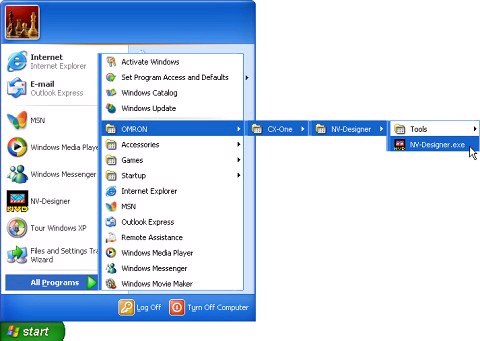 Internet
Internet Explorer
E-mail
Outlook Express
MSN
Windows Media Player
Windows Messenger
NV-Designer
Tour Windows XP
Files and Settings Tra
Wizard
All Programs
Activate Windows
Set Program Access and Defaults
Windows Catalog
Windows Update
OMRON
Accessories
Games
Startup
Internet Explorer
MSN
Outlook Express
Remote Assistance
Windows Media Player
Windows Messenger
Windows Movie Maker
CX-One
NV-Designer
Tools
NV-Designer.exe
Log Off
Turn Off Computer
start